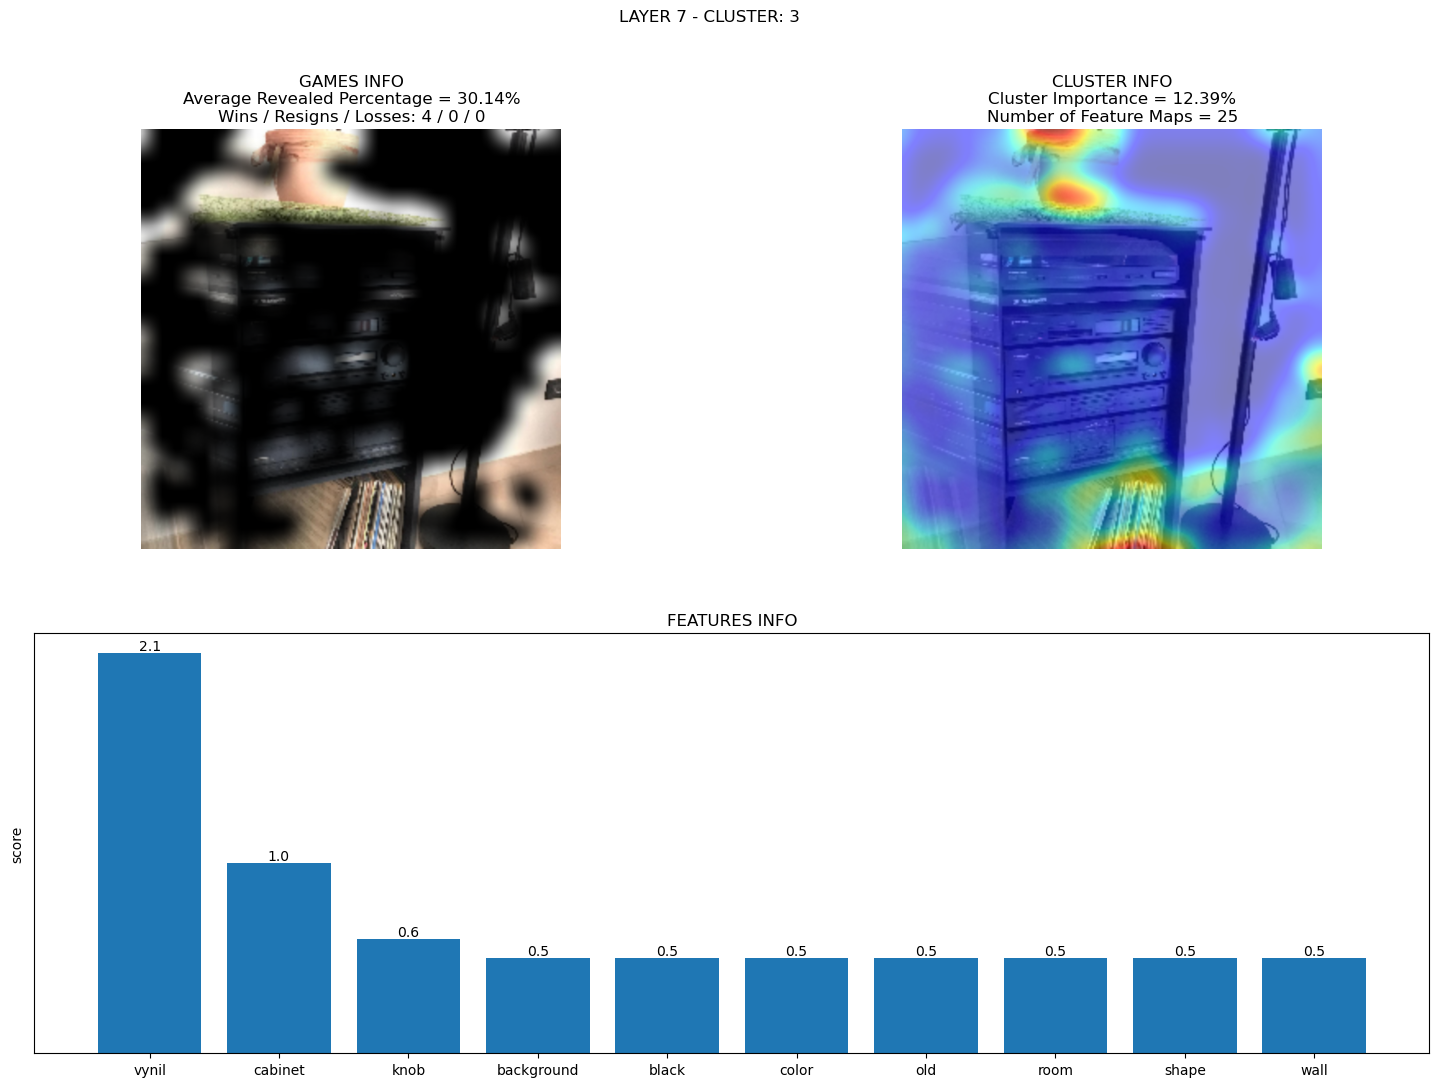 LAYER 7 - CLUSTER: 3
GAMES INFO
Average Revealed Percentage = 30.14%
Wins / Resigns / Losses: 4 / 0 / 0
CLUSTER INFO
Cluster Importance = 12.39%
Number of Feature Maps = 25
FEATURES INFO
score
2.1
1.0
0.6
0.5
0.5
0.5
0.5
0.5
0.5
0.5
vynil
cabinet
knob
background
black
color
old
room
shape
wall